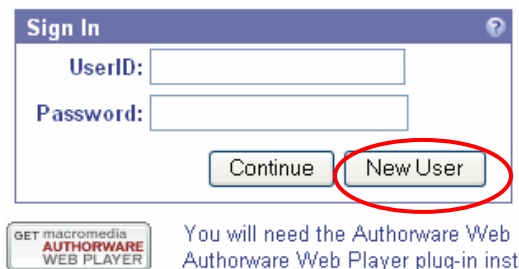 Sign In ?
UserID:
Password:
Continue New User
GET macromedia
AUTHORWARE
WEB PLAYER
You will need the Authorware Web
Authorware Web Player plug-in inst